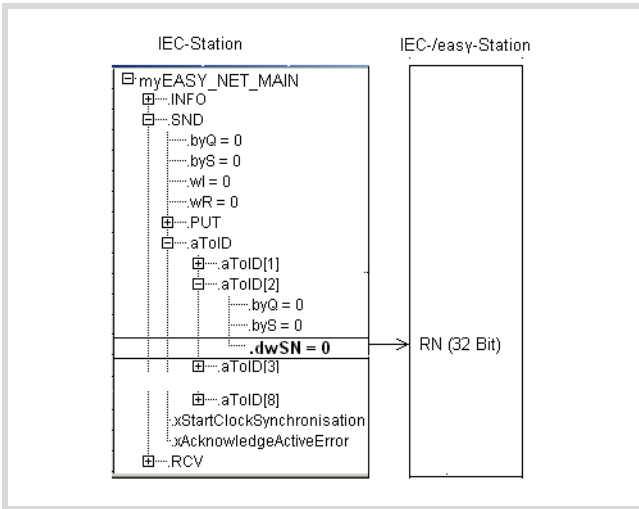 IEC-Station
IEC-/easy-Station
myEASY_NET_MAIN
.INFO
.SND
.byQ = 0
.byS = 0
.wI = 0
.wR = 0
.PUT
.aToID
.aToID[1]
.aToID[2]
.byQ = 0
.byS = 0
.dwSN = 0
RN (32 Bit)
.aToID[3]
.aToID[8]
.xStartClockSynchronisation
.xAcknowledgeActiveError
.RCV